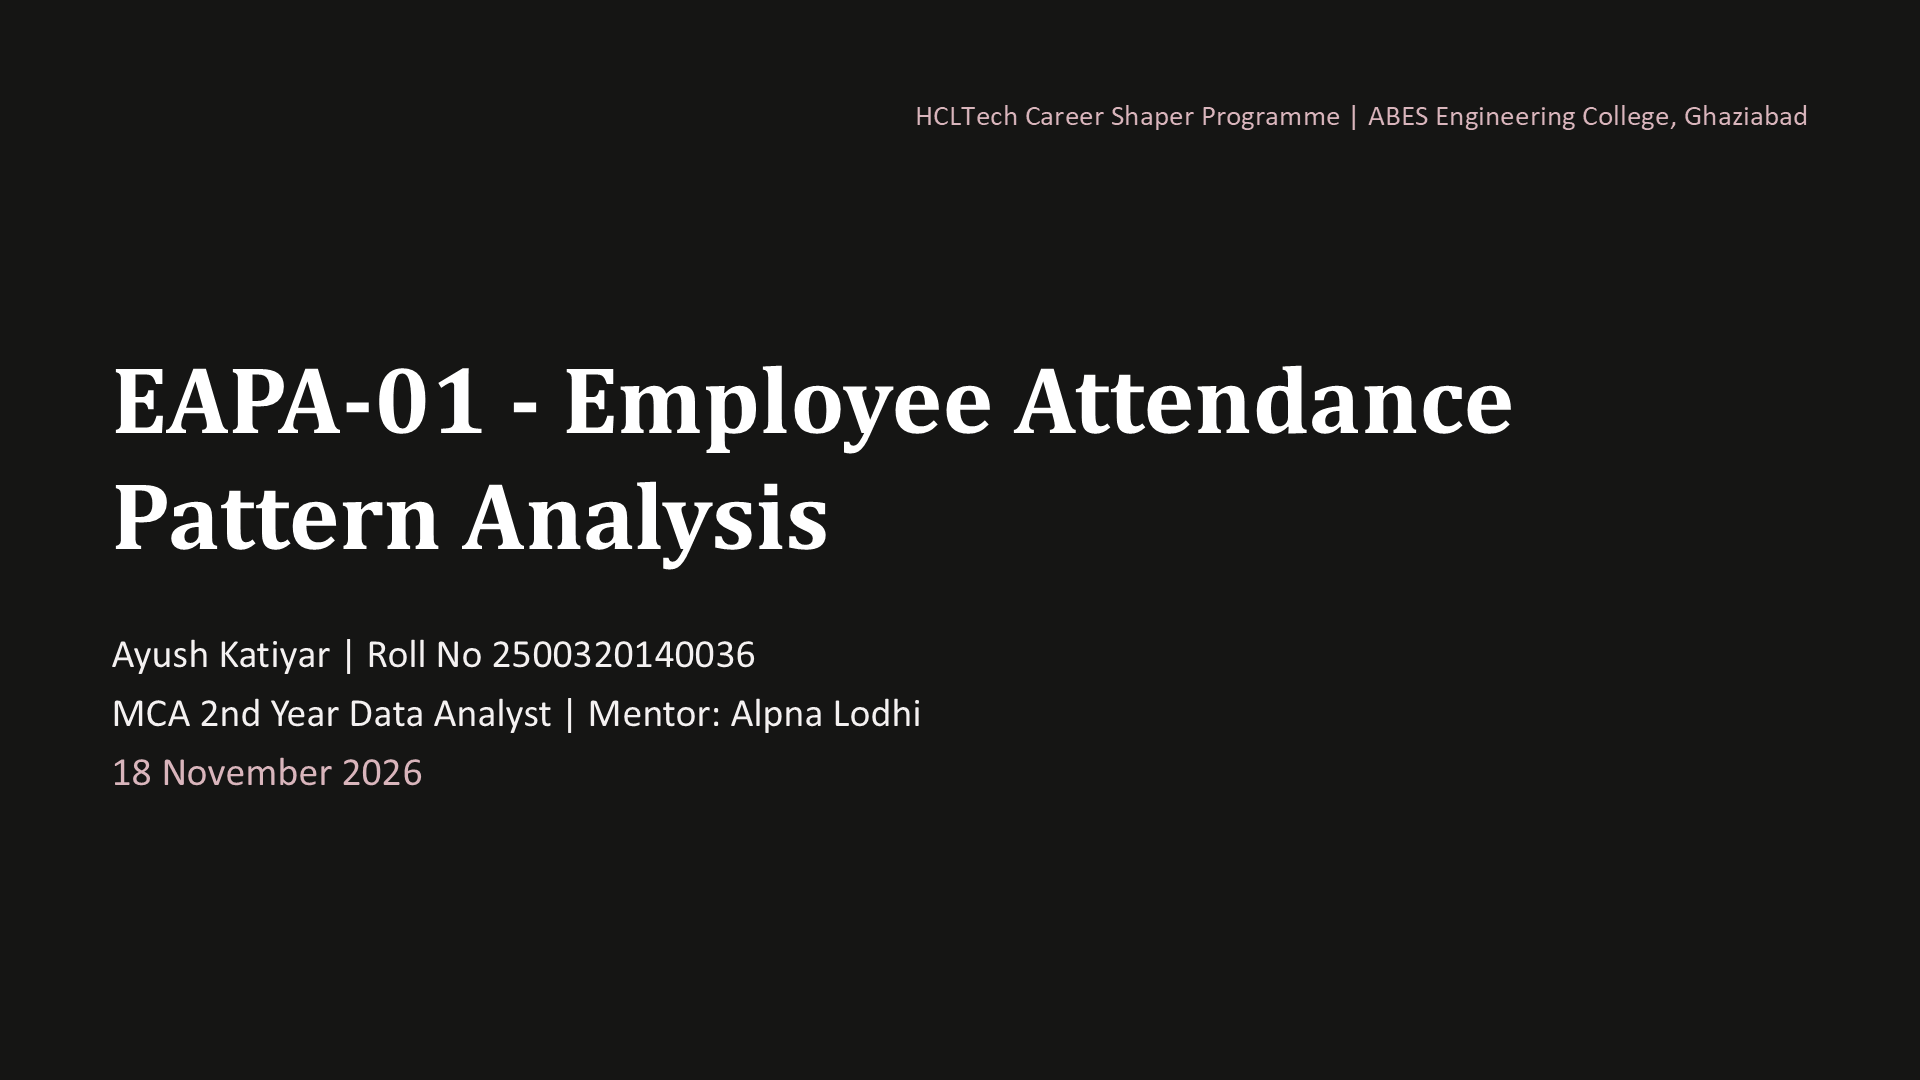 HCLTech Career Shaper Programme | ABES Engineering College, Ghaziabad
EAPA-01 - Employee Attendance
Pattern Analysis
Ayush Katiyar | Roll No 2500320140036
MCA 2nd Year Data Analyst | Mentor: Alpna Lodhi
18 November 2026